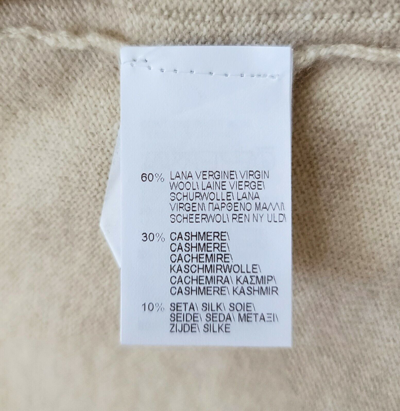 60% LANA VERGINE\ VIRGIN
WOOL\ LAINE VIERGE\
SCHURWOLLE\ LANA
VIRGEN\ ΠΑΡΘΕΝΟ ΜΑΛΛΙ\
SCHEERWOL\ REN NY ULD\
30% CASHMERE\
CASHMERE\
CACHEMIRE\
KASCHMIRWOLLE\
CACHEMIRA\ ΚΑΣΜΙΡ\
CASHMERE\ KASHMIR
10% SETA\ SILK\ SOIE\
SEIDE\ SEDA\ ΜΕΤΑΞΙ\
ZIJDE\ SILKE